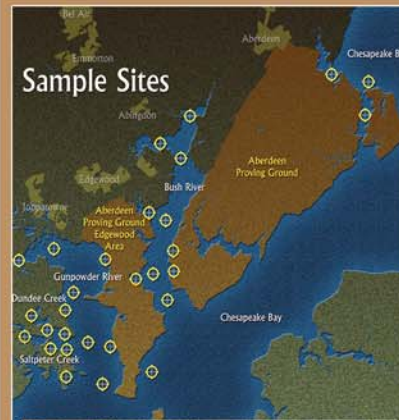 Bel Air
Aberdeen
Chesapeake B
Emmorton
Sample Sites
Abingdon
Aberdeen
Proving Ground
Edgewood
Bush River
Joppatowne
Aberdeen
Proving Ground
Edgewood
Area
Gunpowder River
Dundee Creek
Chesapeake Bay
Saltpeter Creek